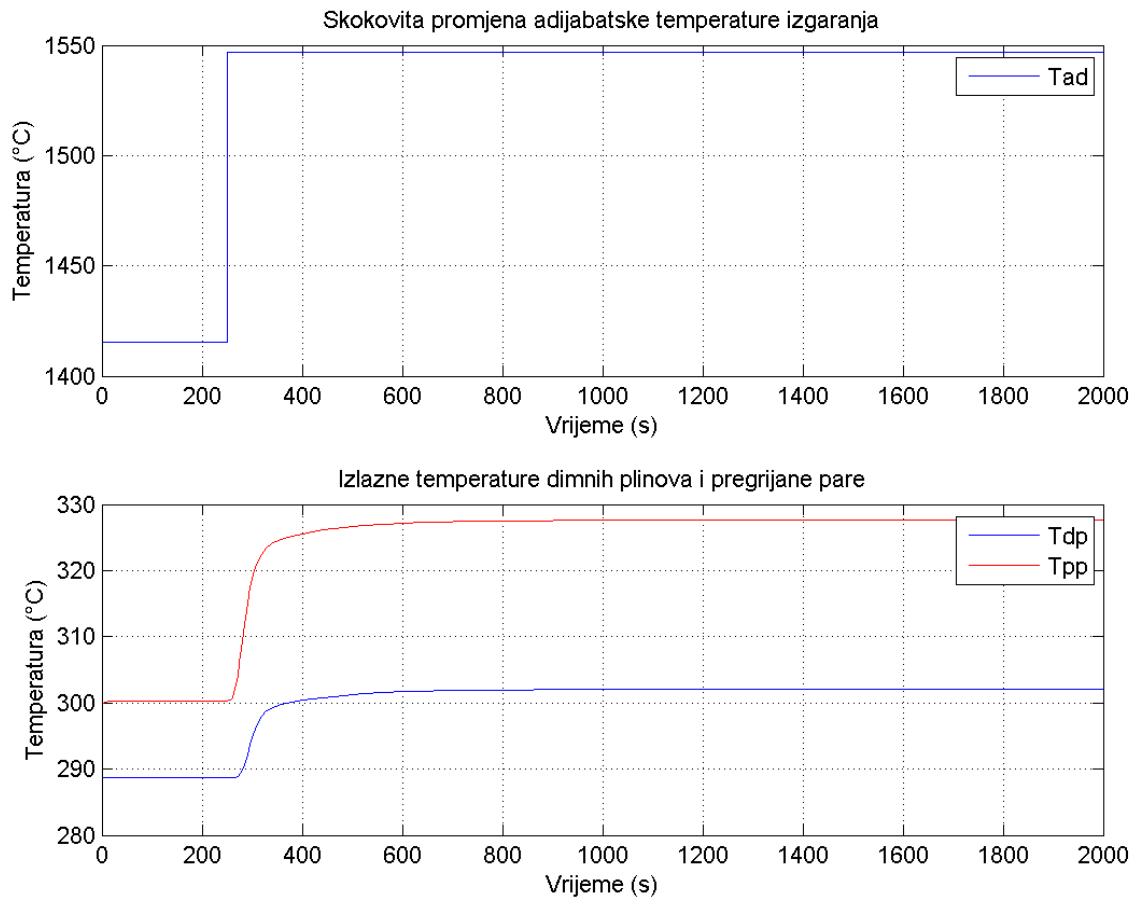 Skokovita promjena adijabatske temperature izgaranja
Temperatura (°C)
1550
1500
1450
1400
Tad
0 200 400 600 800 1000 1200 1400 1600 1800 2000
Vrijeme (s)
Izlazne temperature dimnih plinova i pregrijane pare
Temperatura (°C)
330
320
310
300
290
280
Tdp
Tpp
0 200 400 600 800 1000 1200 1400 1600 1800 2000
Vrijeme (s)